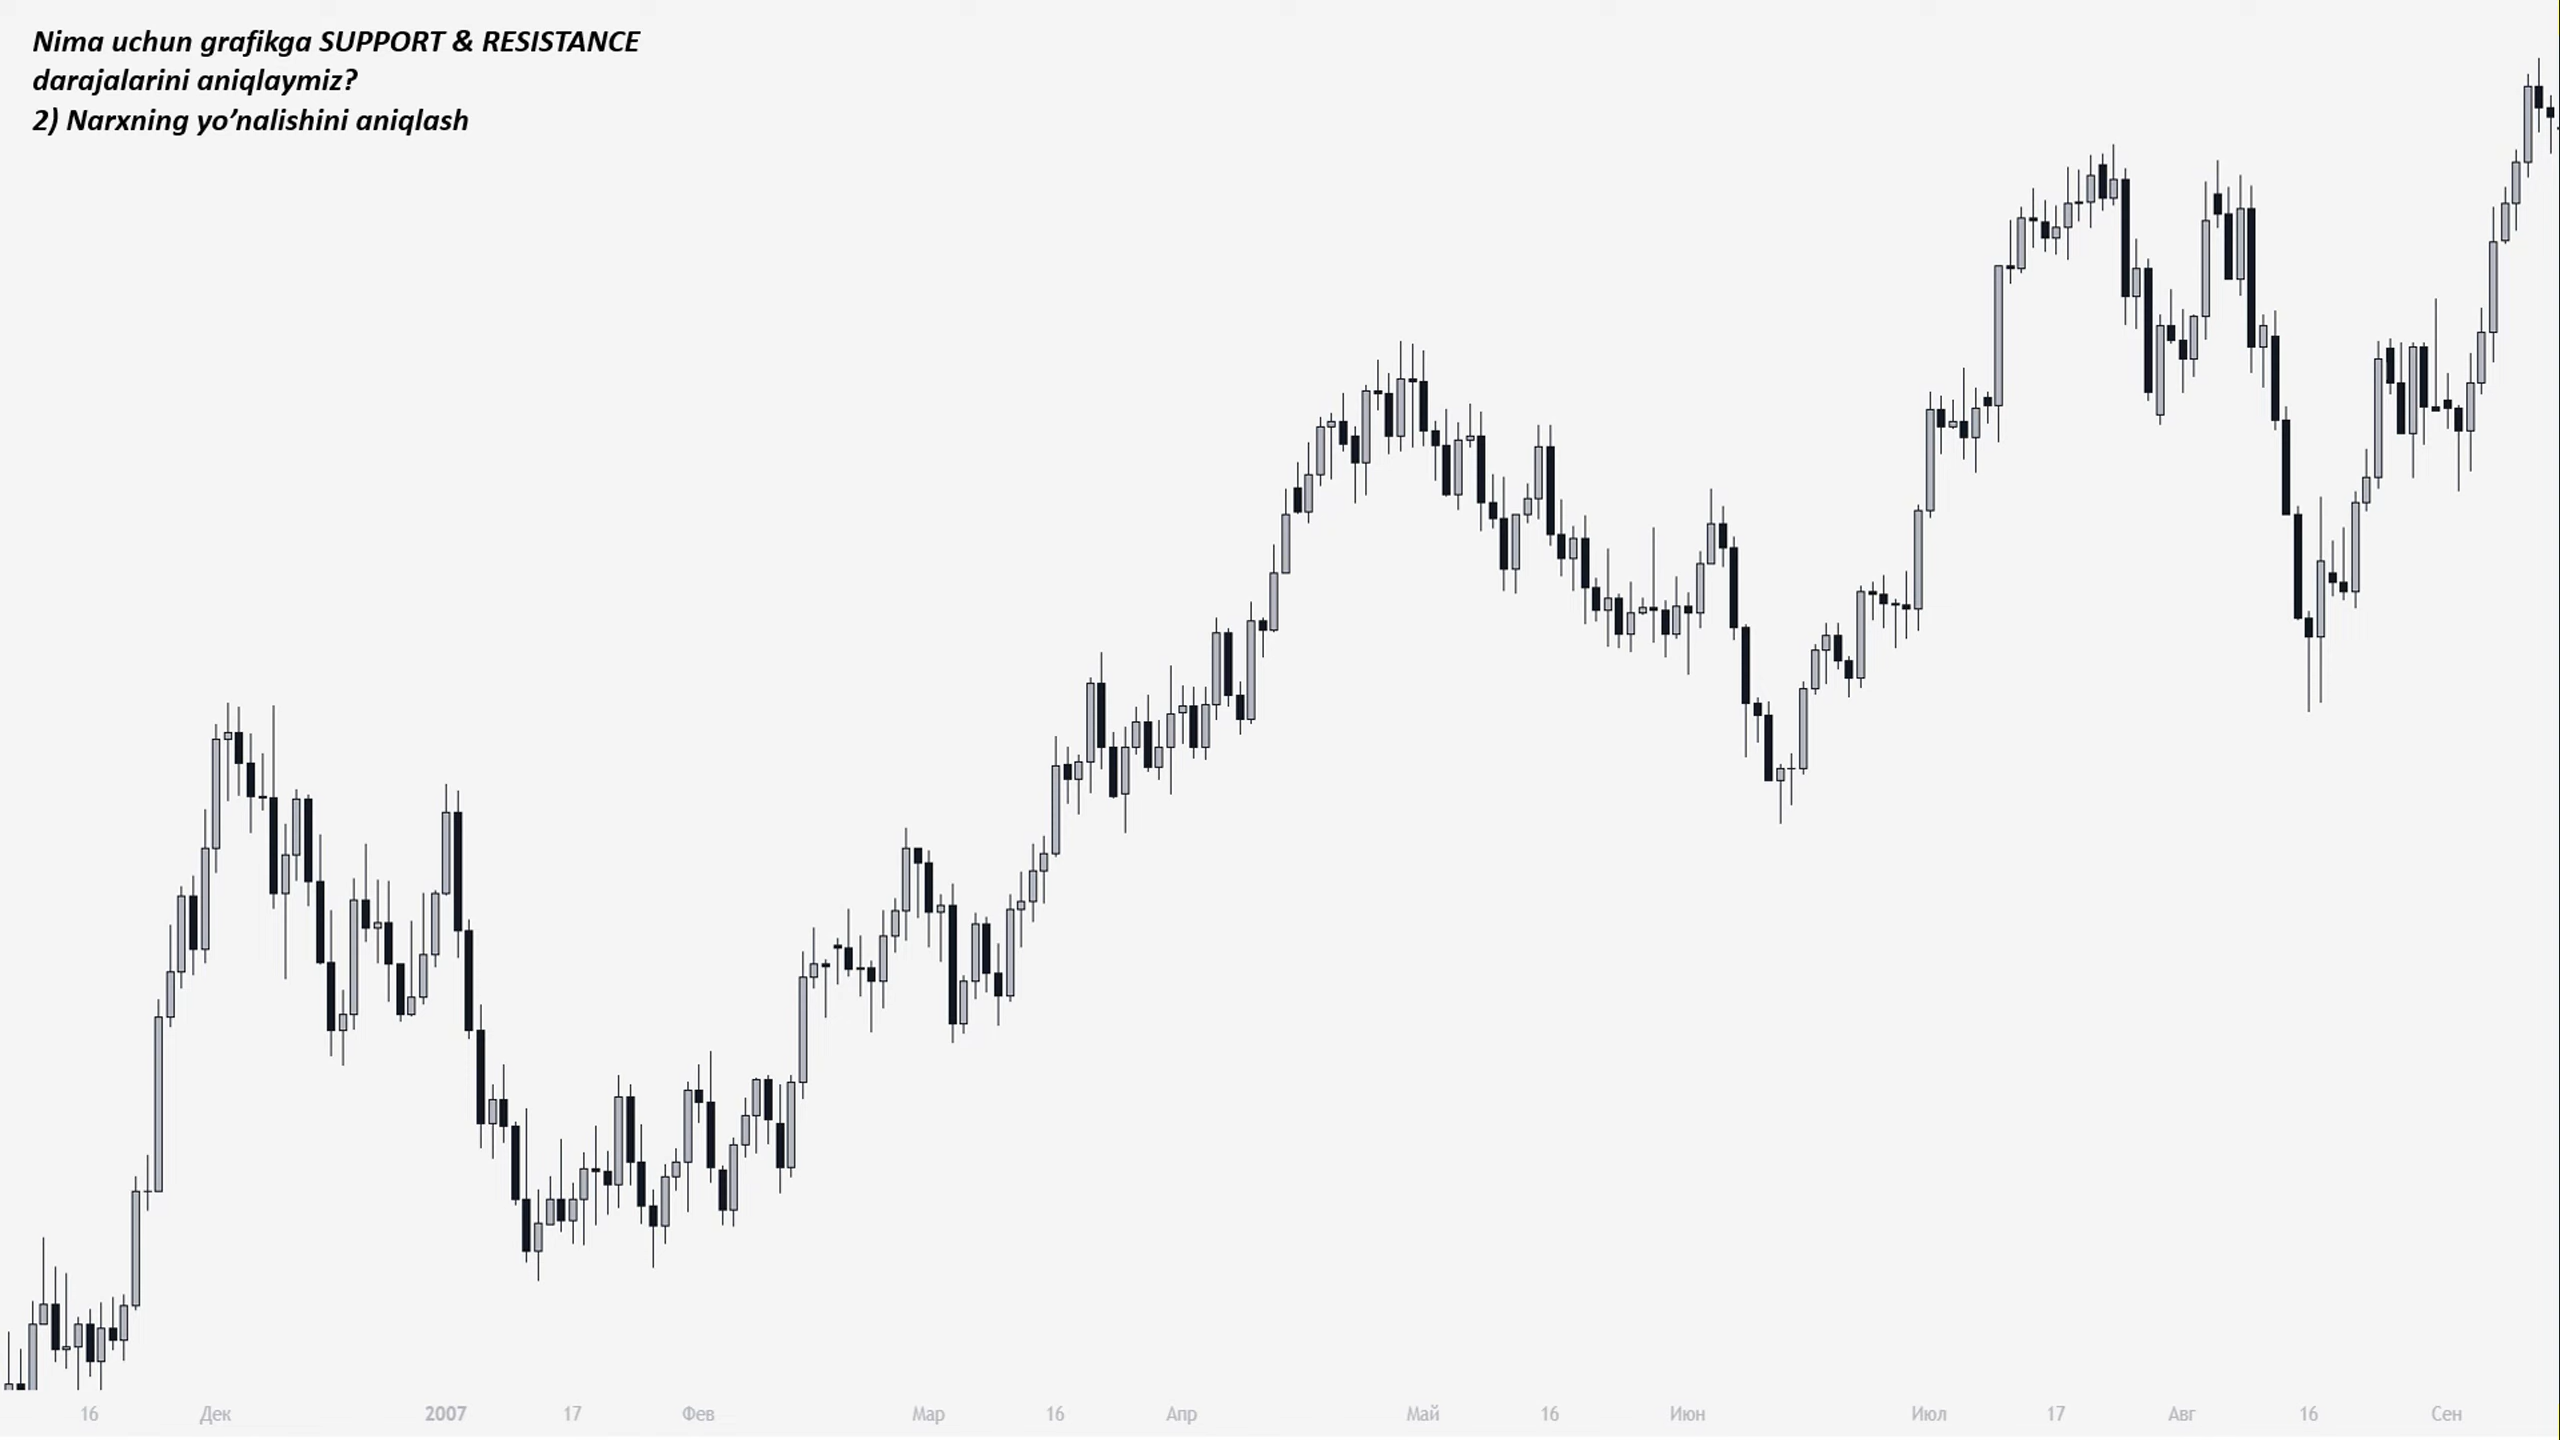 Nima uchun grafikga SUPPORT & RESISTANCE
darajalarini aniqlaymiz?
2) Narxning yo’nalishini aniqlash
16 Дек 2007 17 Фев Мар 16 Апр Май 16 Июн Июл 17 Авг 16 Сен